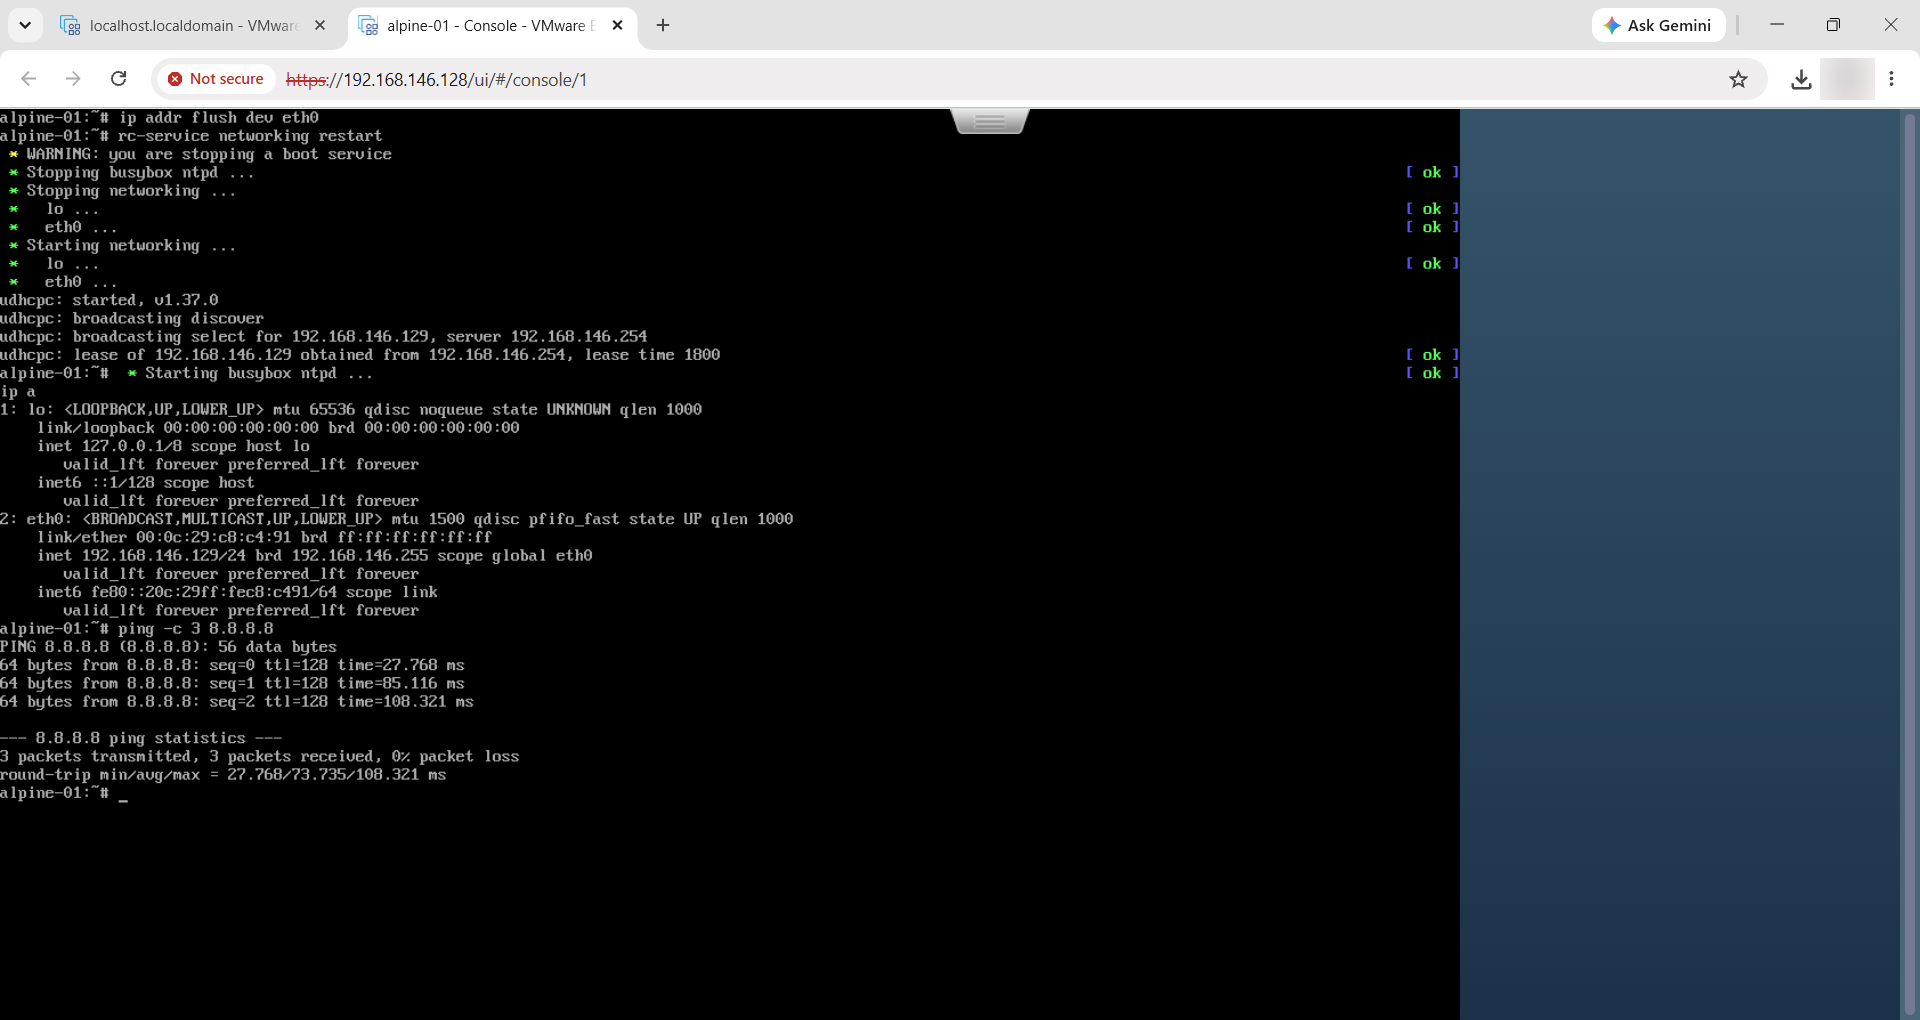 localhost.localdomain - VMware
alpine-01 - Console - VMware E
Ask Gemini
Not secure
https://192.168.146.128/ui/#/console/1
alpine-01:~# ip addr flush dev eth0
alpine-01:~# rc-service networking restart
 * WARNING: you are stopping a boot service
 * Stopping busybox ntpd ... [ ok ]
 * Stopping networking ...
 *   lo ... [ ok ]
 *   eth0 ... [ ok ]
 * Starting networking ...
 *   lo ... [ ok ]
 *   eth0 ...
udhcpc: started, v1.37.0
udhcpc: broadcasting discover
udhcpc: broadcasting select for 192.168.146.129, server 192.168.146.254
udhcpc: lease of 192.168.146.129 obtained from 192.168.146.254, lease time 1800 [ ok ]
alpine-01:~#  * Starting busybox ntpd ... [ ok ]
ip a
1: lo: <LOOPBACK,UP,LOWER_UP> mtu 65536 qdisc noqueue state UNKNOWN qlen 1000
    link/loopback 00:00:00:00:00:00 brd 00:00:00:00:00:00
    inet 127.0.0.1/8 scope host lo
       valid_lft forever preferred_lft forever
    inet6 ::1/128 scope host
       valid_lft forever preferred_lft forever
2: eth0: <BROADCAST,MULTICAST,UP,LOWER_UP> mtu 1500 qdisc pfifo_fast state UP qlen 1000
    link/ether 00:0c:29:c8:c4:91 brd ff:ff:ff:ff:ff:ff
    inet 192.168.146.129/24 brd 192.168.146.255 scope global eth0
       valid_lft forever preferred_lft forever
    inet6 fe80::20c:29ff:fec8:c491/64 scope link
       valid_lft forever preferred_lft forever
alpine-01:~# ping -c 3 8.8.8.8
PING 8.8.8.8 (8.8.8.8): 56 data bytes
64 bytes from 8.8.8.8: seq=0 ttl=128 time=27.768 ms
64 bytes from 8.8.8.8: seq=1 ttl=128 time=85.116 ms
64 bytes from 8.8.8.8: seq=2 ttl=128 time=108.321 ms

--- 8.8.8.8 ping statistics ---
3 packets transmitted, 3 packets received, 0% packet loss
round-trip min/avg/max = 27.768/73.735/108.321 ms
alpine-01:~# _